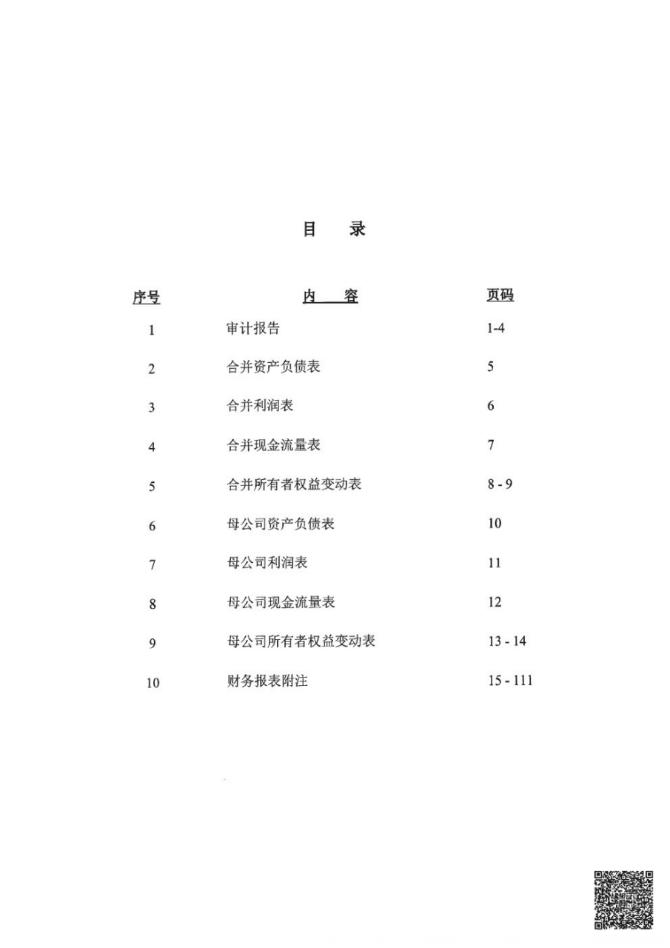 目 录
序号 内 容 页码
1 审计报告 1-4
2 合并资产负债表 5
3 合并利润表 6
4 合并现金流量表 7
5 合并所有者权益变动表 8 - 9
6 母公司资产负债表 10
7 母公司利润表 11
8 母公司现金流量表 12
9 母公司所有者权益变动表 13 - 14
10 财务报表附注 15 - 111